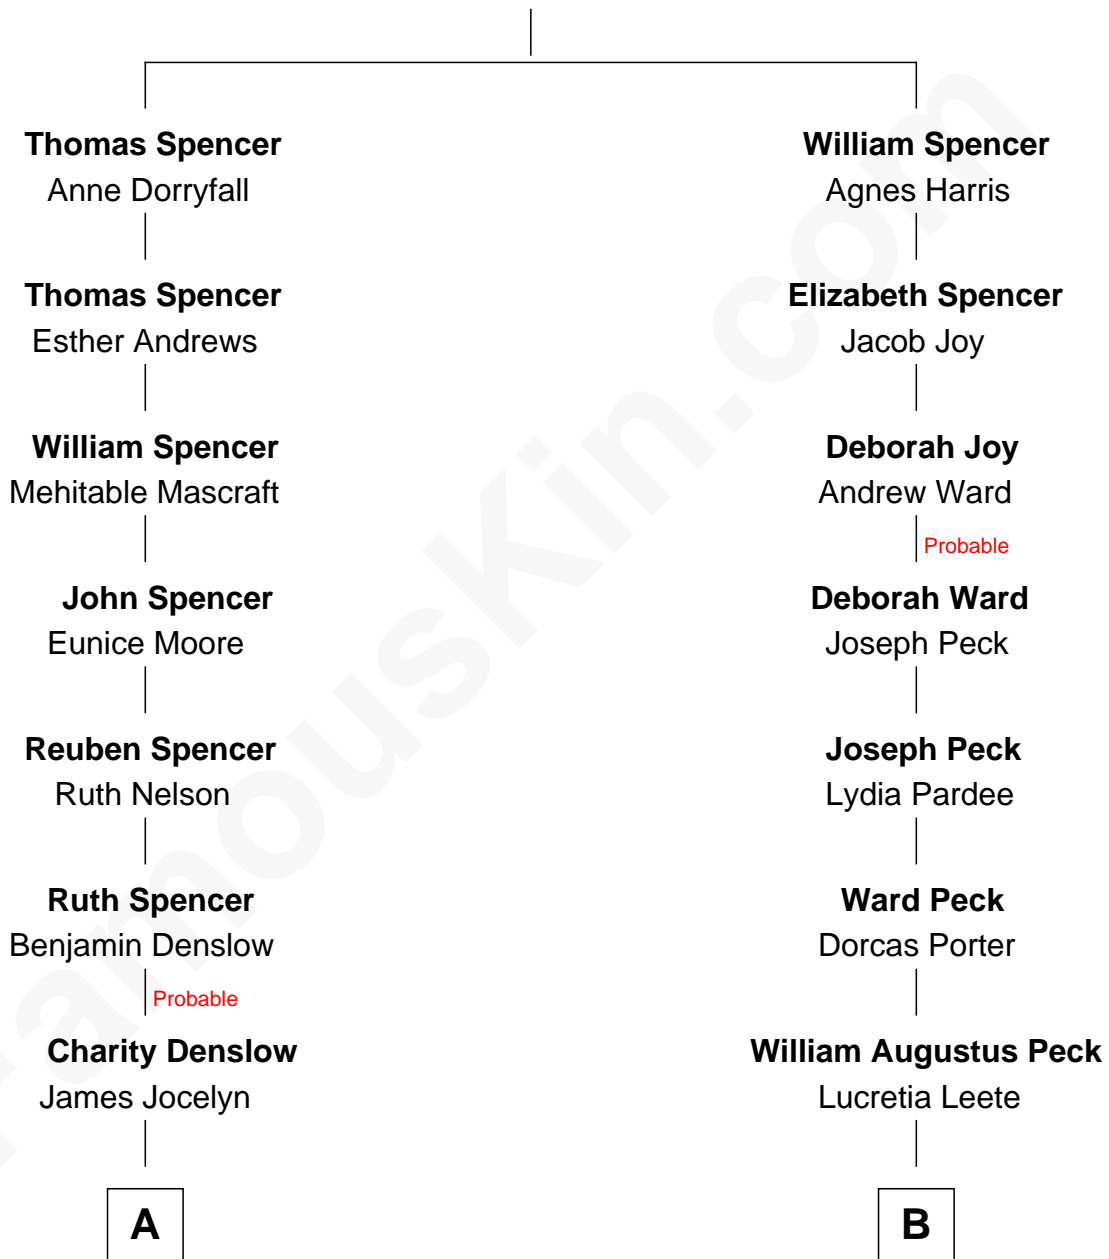 Thomas Spencer
Anne Dorryfall
Thomas Spencer
Esther Andrews
William Spencer
Mehitable Mascraft
John Spencer
Eunice Moore
Reuben Spencer
Ruth Nelson
Ruth Spencer
Benjamin Denslow
Probable
Charity Denslow
James Jocelyn
A
William Spencer
Agnes Harris
Elizabeth Spencer
Jacob Joy
Deborah Joy
Andrew Ward
Probable
Deborah Ward
Joseph Peck
Joseph Peck
Lydia Pardee
Ward Peck
Dorcas Porter
William Augustus Peck
Lucretia Leete
B
FamousKin.com